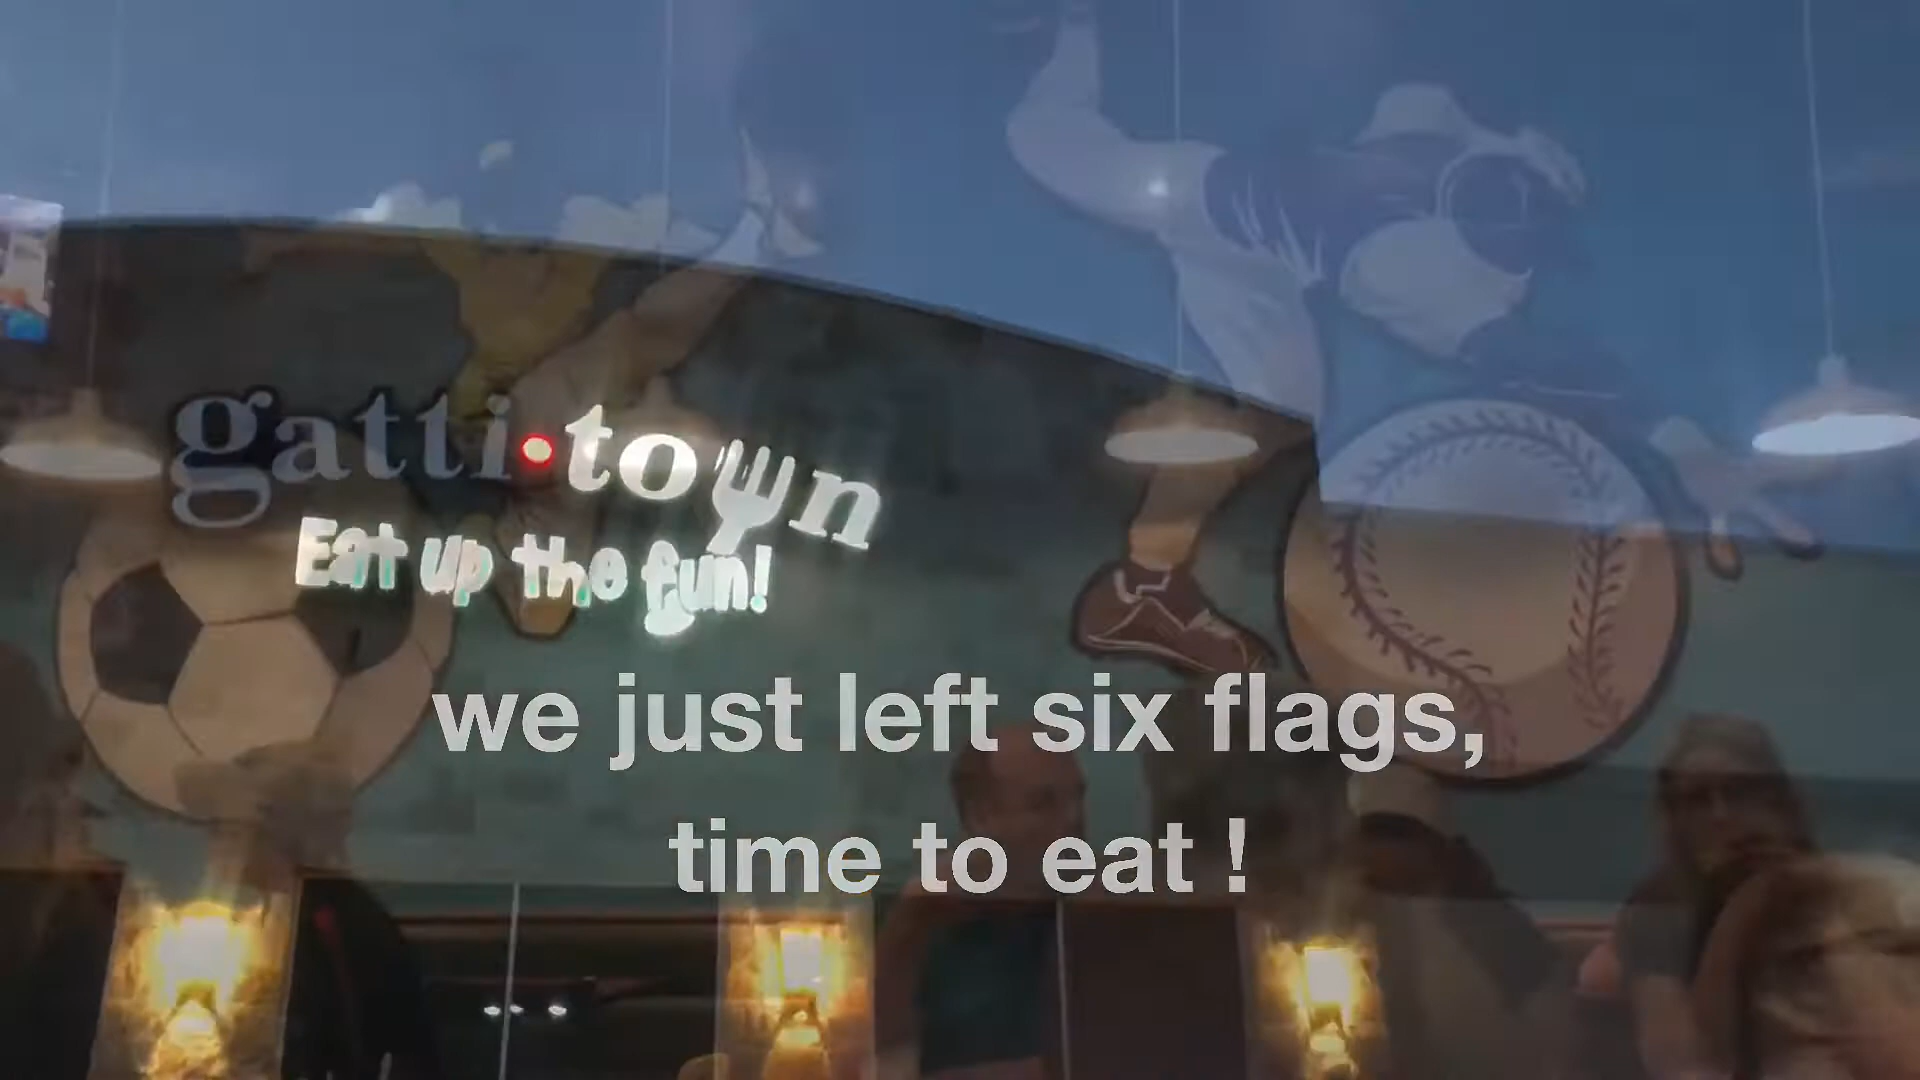 gatti•town
Eat up the fun!
we just left six flags,
time to eat !